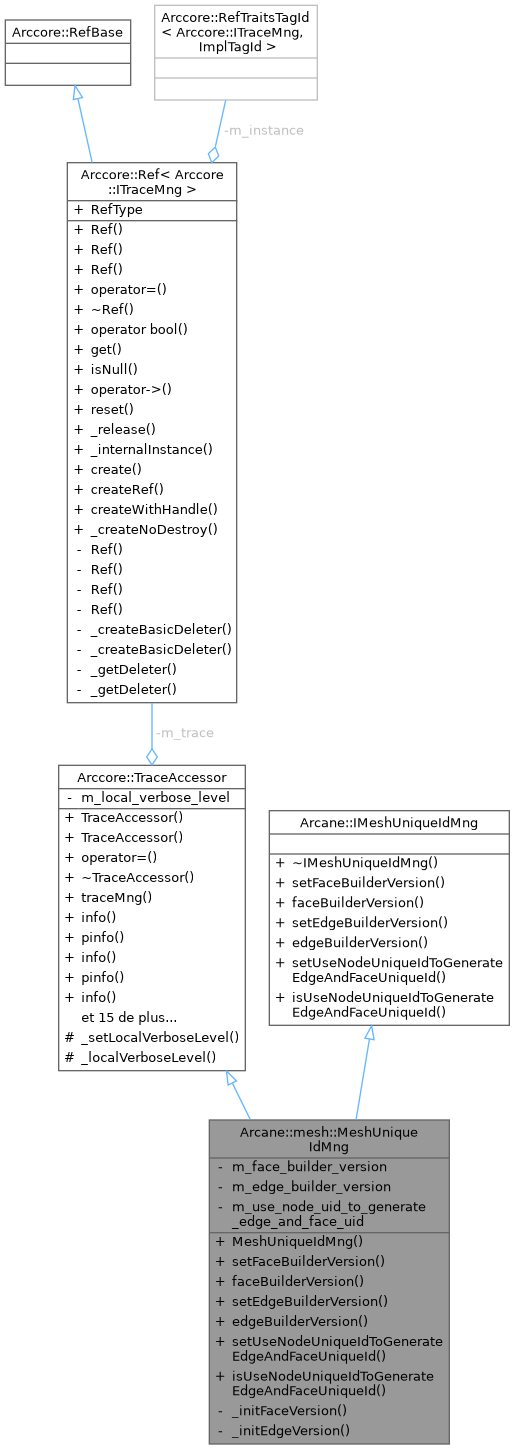 Arccore::RefBase
Arccore::RefTraitsTagId
< Arccore::ITraceMng,
ImplTagId >
-m_instance
Arccore::Ref< Arccore
::ITraceMng >
+ RefType
+ Ref()
+ Ref()
+ Ref()
+ operator=()
+ ~Ref()
+ operator bool()
+ get()
+ isNull()
+ operator->()
+ reset()
+ _release()
+ _internalInstance()
+ create()
+ createRef()
+ createWithHandle()
+ _createNoDestroy()
- Ref()
- Ref()
- Ref()
- Ref()
- _createBasicDeleter()
- _createBasicDeleter()
- _getDeleter()
- _getDeleter()
-m_trace
Arccore::TraceAccessor
- m_local_verbose_level
+ TraceAccessor()
+ TraceAccessor()
+ operator=()
+ ~TraceAccessor()
+ traceMng()
+ info()
+ pinfo()
+ info()
+ pinfo()
+ info()
et 15 de plus...
# _setLocalVerboseLevel()
# _localVerboseLevel()
Arcane::IMeshUniqueIdMng
+ ~IMeshUniqueIdMng()
+ setFaceBuilderVersion()
+ faceBuilderVersion()
+ setEdgeBuilderVersion()
+ edgeBuilderVersion()
+ setUseNodeUniqueIdToGenerate
EdgeAndFaceUniqueId()
+ isUseNodeUniqueIdToGenerate
EdgeAndFaceUniqueId()
Arcane::mesh::MeshUnique
IdMng
- m_face_builder_version
- m_edge_builder_version
- m_use_node_uid_to_generate
_edge_and_face_uid
+ MeshUniqueIdMng()
+ setFaceBuilderVersion()
+ faceBuilderVersion()
+ setEdgeBuilderVersion()
+ edgeBuilderVersion()
+ setUseNodeUniqueIdToGenerate
EdgeAndFaceUniqueId()
+ isUseNodeUniqueIdToGenerate
EdgeAndFaceUniqueId()
- _initFaceVersion()
- _initEdgeVersion()